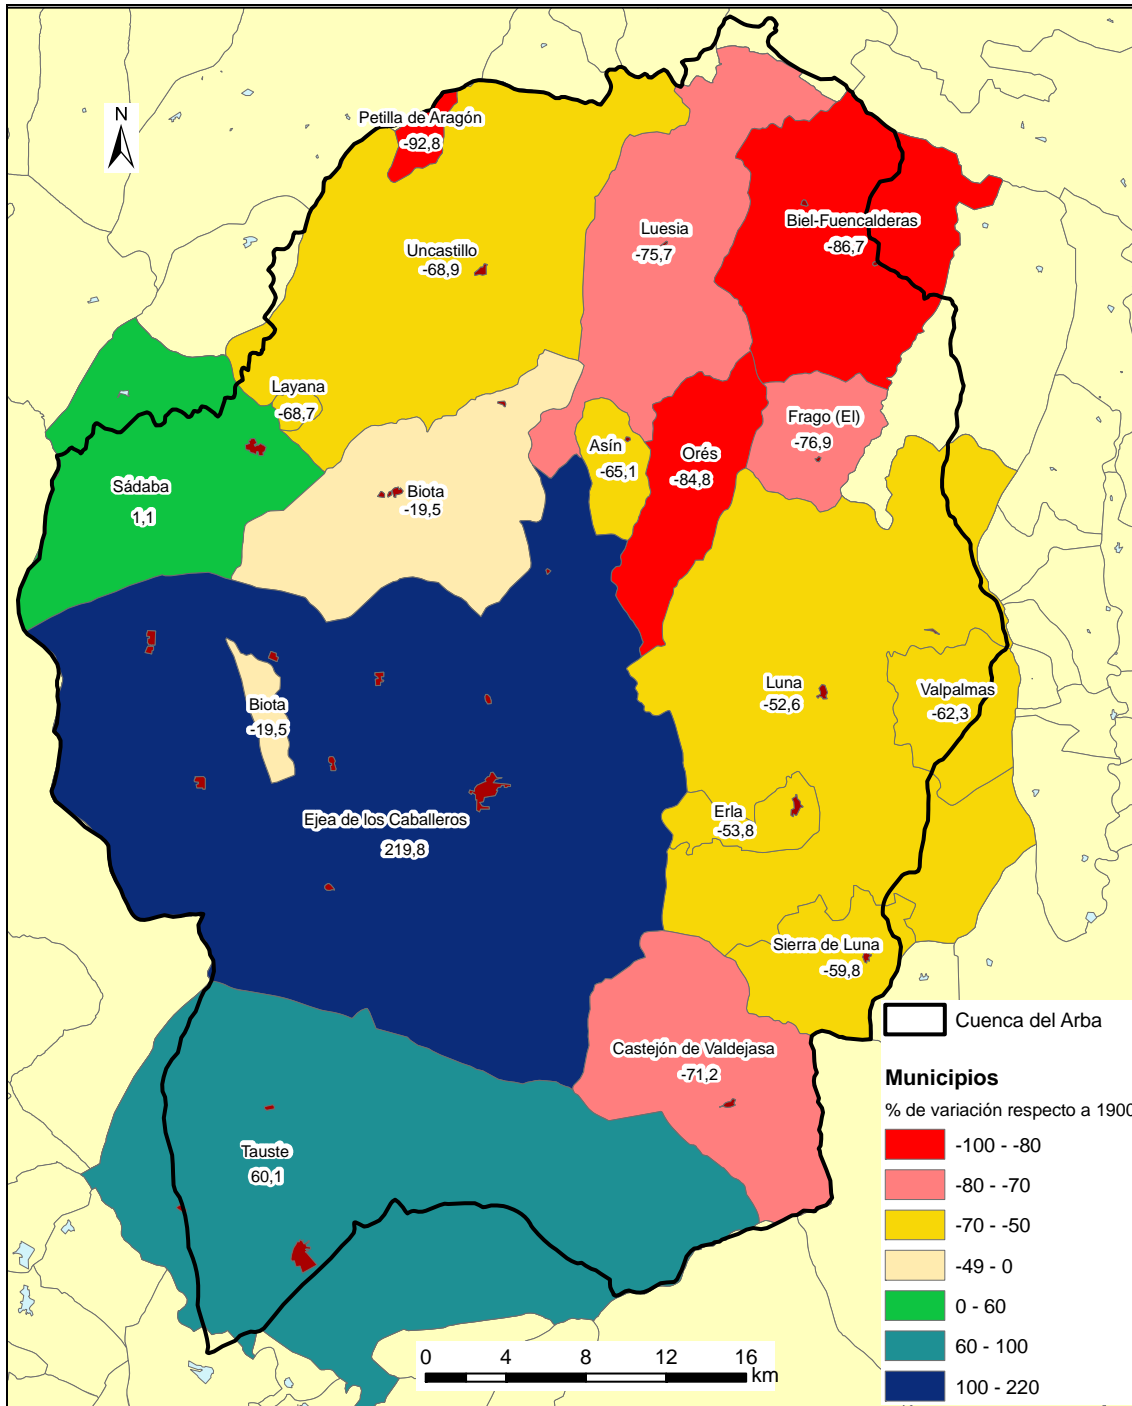 N
Petilla de Aragón
-92,8
Uncastillo
-68,9
Luesia
-75,7
Biel-Fuencalderas
-86,7
Layana
-68,7
Frago (El)
-76,9
Asín
-65,1
Orés
-84,8
Sádaba
1,1
Biota
-19,5
Luna
-52,6
Valpalmas
-62,3
Biota
-19,5
Erla
-53,8
Ejea de los Caballeros
219,8
Sierra de Luna
-59,8
Castejón de Valdejasa
-71,2
Tauste
60,1
Cuenca del Arba
Municipios
% de variación respecto a 1900
-100 - -80
-80 - -70
-70 - -50
-49 - 0
0 - 60
60 - 100
100 - 220
0 4 8 12 16
km